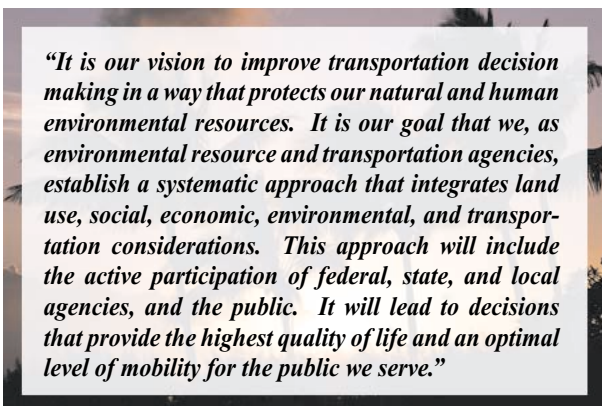 “It is our vision to improve transportation decision
making in a way that protects our natural and human
environmental resources.  It is our goal that we, as
environmental resource and transportation agencies,
establish a systematic approach that integrates land
use, social, economic, environmental, and transpor-
tation considerations.  This approach will include
the active participation of federal, state, and local
agencies, and the public.  It will lead to decisions
that provide the highest quality of life and an optimal
level of mobility for the public we serve.”